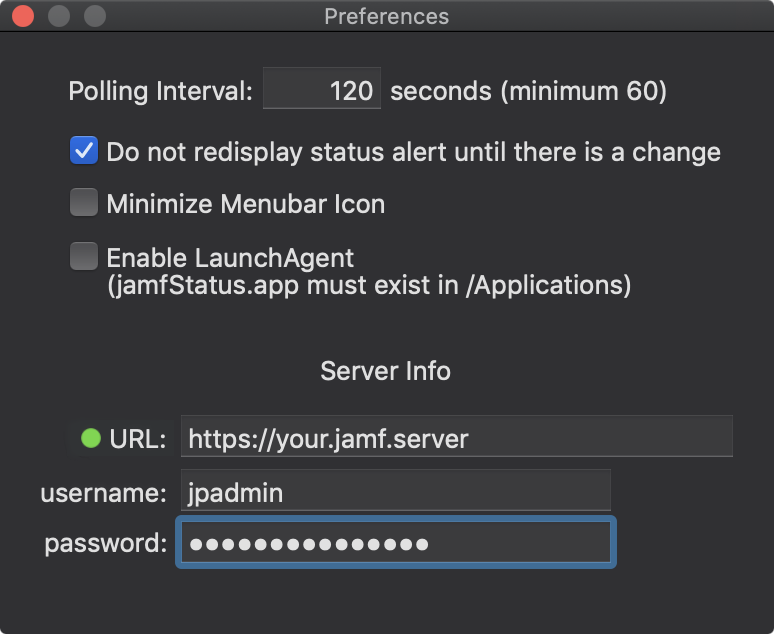 Preferences
Polling Interval: 120 seconds (minimum 60)
Do not redisplay status alert until there is a change
Minimize Menubar Icon
Enable LaunchAgent
(jamfStatus.app must exist in /Applications)
Server Info
URL: https://your.jamf.server
username: jpadmin
password: ●●●●●●●●●●●●●●●